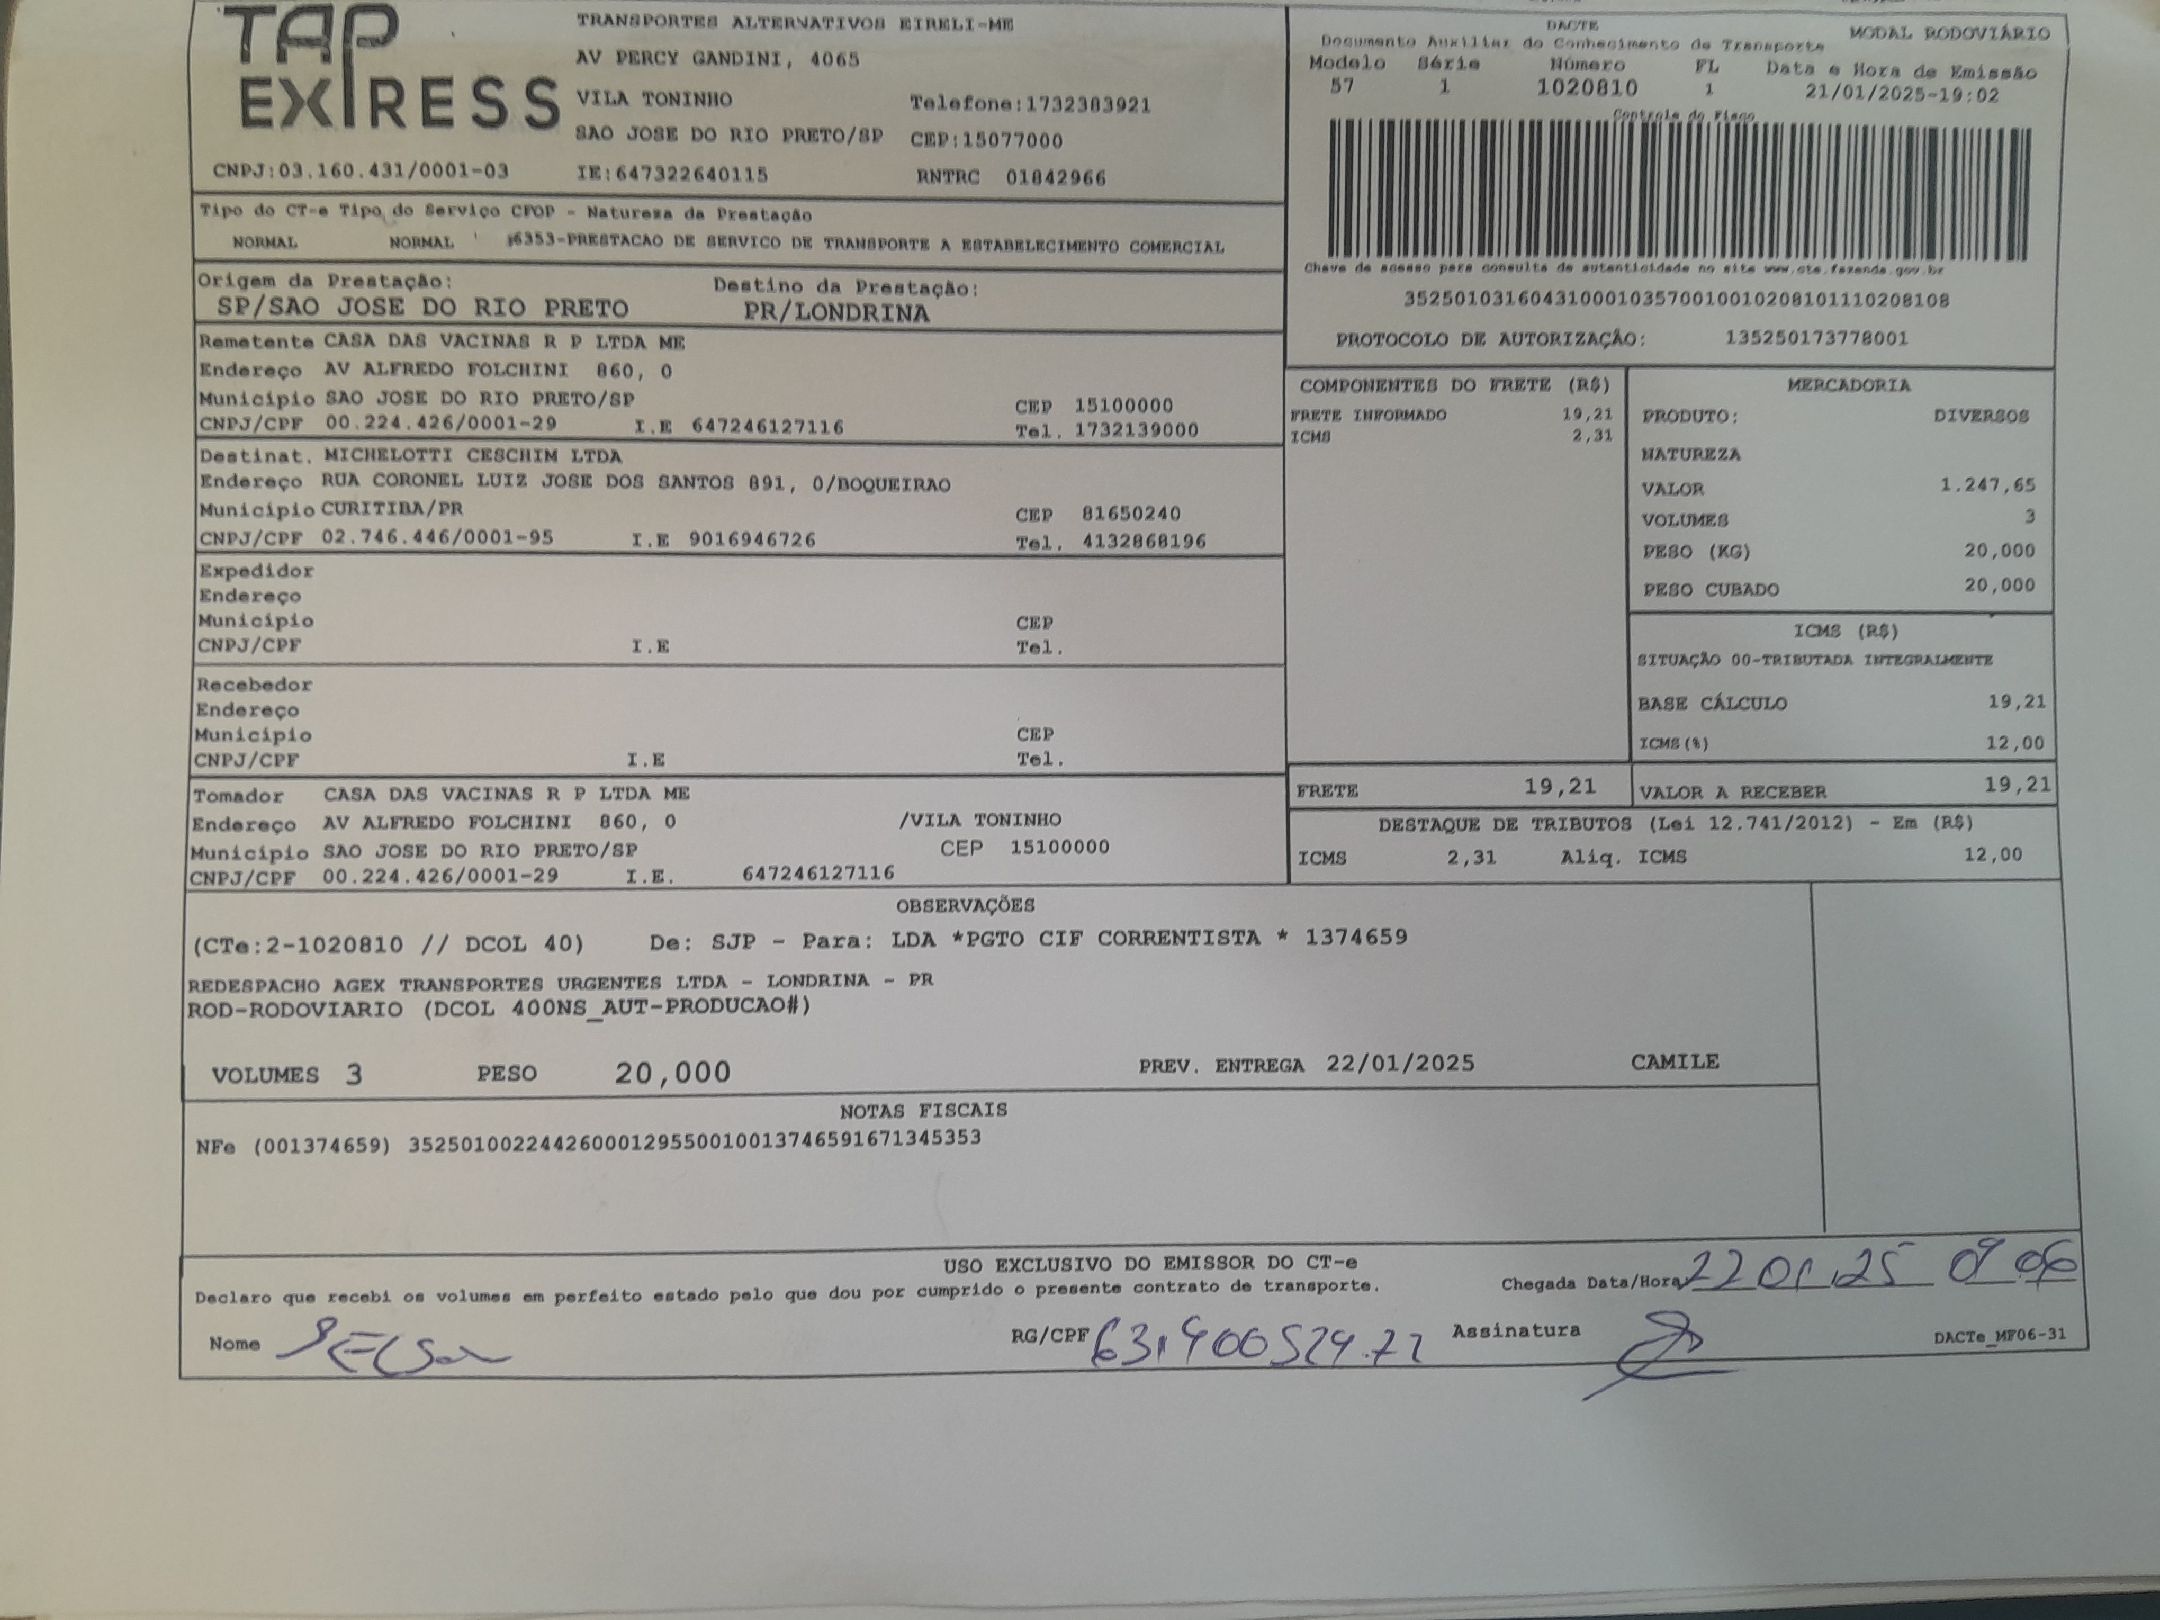 TAP
EXPRESS
TRANSPORTES ALTERNATIVOS EIRELI-ME
AV PERCY GANDINI, 4065
VILA TONINHO Telefone:1732383921
SAO JOSE DO RIO PRETO/SP CEP:15077000
CNPJ:03.160.431/0001-03 IE:647322640115 RNTRC 01842966
DACTE
Documento Auxiliar do Conhecimento de Transporte MODAL RODOVIÁRIO
Modelo Série Número FL Data e Hora de Emissão
57 1 1020810 1 21/01/2025-19:02
Controle do Fisco
Chave de acesso para consulta de autenticidade no site www.cte.fazenda.gov.br
35250103160431000103570010010208101110208108
PROTOCOLO DE AUTORIZAÇÃO: 135250173778001
Tipo do CT-e Tipo do Serviço CFOP - Natureza da Prestação
NORMAL NORMAL 6353-PRESTACAO DE SERVICO DE TRANSPORTE A ESTABELECIMENTO COMERCIAL
Origem da Prestação: Destino da Prestação:
SP/SAO JOSE DO RIO PRETO PR/LONDRINA
Remetente CASA DAS VACINAS R P LTDA ME
Endereço AV ALFREDO FOLCHINI 860, 0
Município SAO JOSE DO RIO PRETO/SP CEP 15100000
CNPJ/CPF 00.224.426/0001-29 I.E 647246127116 Tel. 1732139000
Destinat. MICHELOTTI CESCHIM LTDA
Endereço RUA CORONEL LUIZ JOSE DOS SANTOS 891, 0/BOQUEIRAO
Município CURITIBA/PR CEP 81650240
CNPJ/CPF 02.746.446/0001-95 I.E 9016946726 Tel. 4132868196
Expedidor
Endereço
Município CEP
CNPJ/CPF I.E Tel.
Recebedor
Endereço
Município CEP
CNPJ/CPF I.E Tel.
Tomador CASA DAS VACINAS R P LTDA ME
Endereço AV ALFREDO FOLCHINI 860, 0 /VILA TONINHO
Município SAO JOSE DO RIO PRETO/SP CEP 15100000
CNPJ/CPF 00.224.426/0001-29 I.E. 647246127116
COMPONENTES DO FRETE (R$)
FRETE INFORMADO 19,21
ICMS 2,31
MERCADORIA
PRODUTO: DIVERSOS
NATUREZA
VALOR 1.247,65
VOLUMES 3
PESO (KG) 20,000
PESO CUBADO 20,000
ICMS (R$)
SITUAÇÃO 00-TRIBUTADA INTEGRALMENTE
BASE CÁLCULO 19,21
ICMS(%) 12,00
FRETE 19,21 VALOR A RECEBER 19,21
DESTAQUE DE TRIBUTOS (Lei 12.741/2012) - Em (R$)
ICMS 2,31 Aliq. ICMS 12,00
OBSERVAÇÕES
(CTe:2-1020810 // DCOL 40) De: SJP - Para: LDA *PGTO CIF CORRENTISTA * 1374659
REDESPACHO AGEX TRANSPORTES URGENTES LTDA - LONDRINA - PR
ROD-RODOVIARIO (DCOL 400NS_AUT-PRODUCAO#)
VOLUMES 3 PESO 20,000 PREV. ENTREGA 22/01/2025 CAMILE
NOTAS FISCAIS
NFe (001374659) 35250100224426000129550010013746591671345353
USO EXCLUSIVO DO EMISSOR DO CT-e
Declaro que recebi os volumes em perfeito estado pelo que dou por cumprido o presente contrato de transporte. Chegada Data/Hora 22 01.25 09 06
Nome RG/CPF 631400529.72 Assinatura DACTe_MF06-31